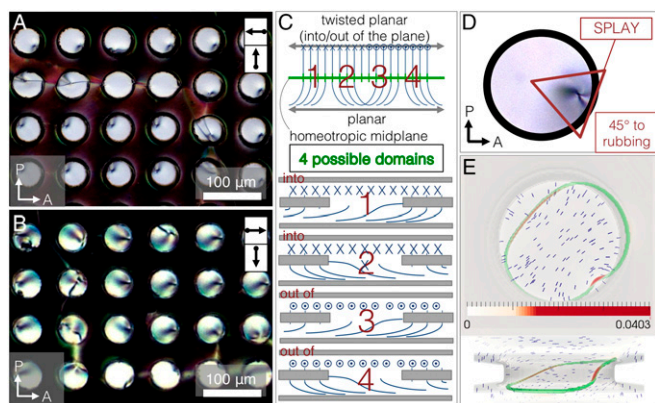 A
P
A
100 µm
B
P
A
100 µm
C
twisted planar
(into/out of the plane)
1 2 3 4
planar
homeotropic midplane
4 possible domains
into
1
into
2
out of
3
out of
4
D
SPLAY
P
A
45° to
rubbing
E
0
0.0403